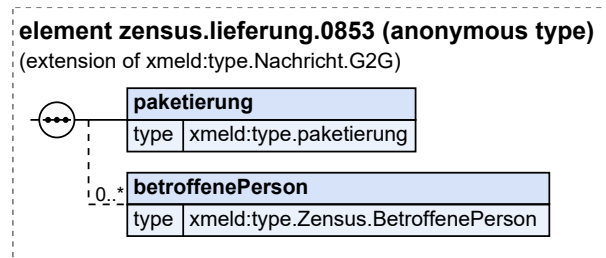 element zensus.lieferung.0853 (anonymous type)
(extension of xmeld:type.Nachricht.G2G)
paketierung
type xmeld:type.paketierung
0..* betroffenePerson
type xmeld:type.Zensus.BetroffenePerson